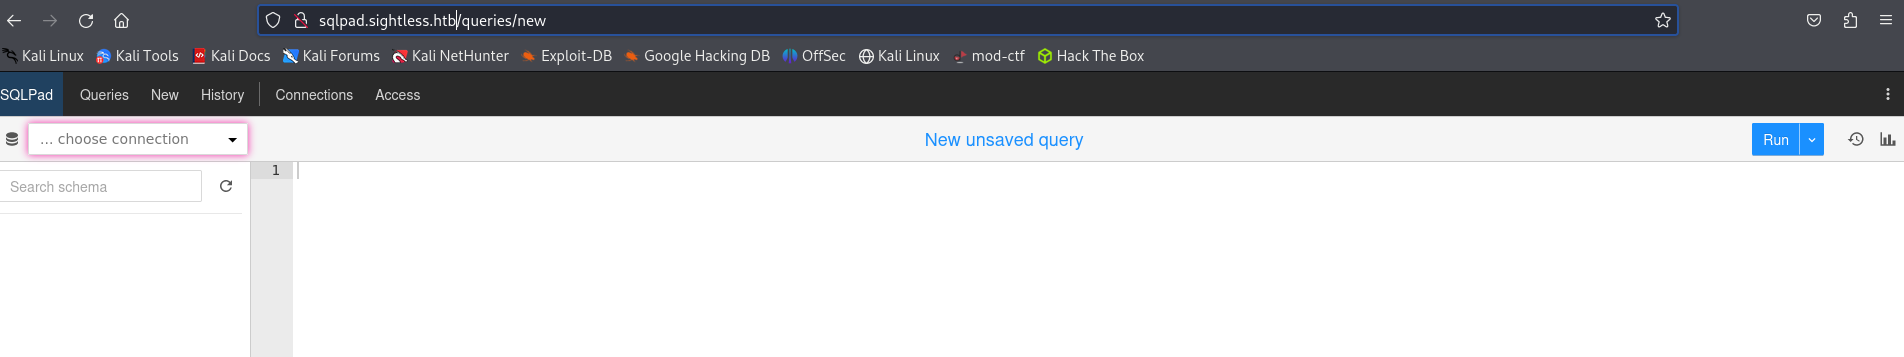 sqlpad.sightless.htb/queries/new
Kali Linux Kali Tools Kali Docs Kali Forums Kali NetHunter Exploit-DB Google Hacking DB OffSec Kali Linux mod-ctf Hack The Box
SQLPad Queries New History Connections Access
... choose connection New unsaved query Run
Search schema 1